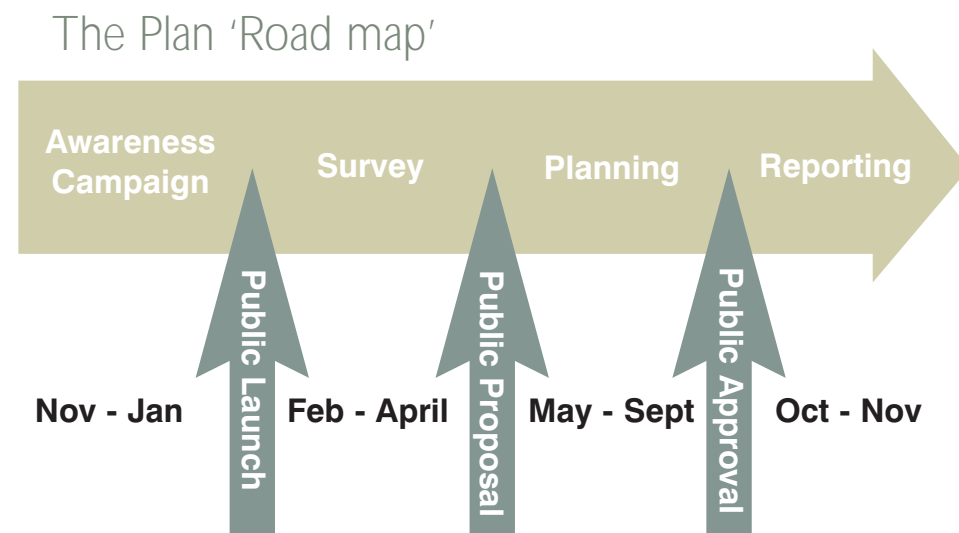 The Plan ‘Road map’
Awareness
Campaign
Survey
Planning
Reporting
Public Launch
Public Proposal
Public Approval
Nov - Jan
Feb - April
May - Sept
Oct - Nov